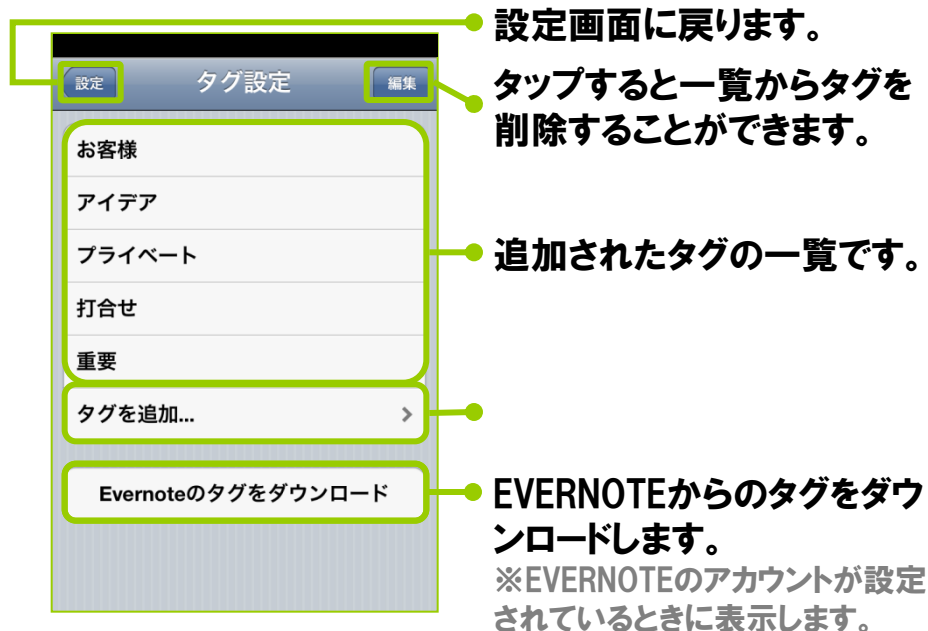 設定画面に戻ります。
設定
タグ設定
編集
タップすると一覧からタグを
削除することができます。
お客様
アイデア
プライベート
打合せ
重要
追加されたタグの一覧です。
タグを追加...
Evernoteのタグをダウンロード
EVERNOTEからのタグをダウ
ンロードします。
※EVERNOTEのアカウントが設定
されているときに表示します。